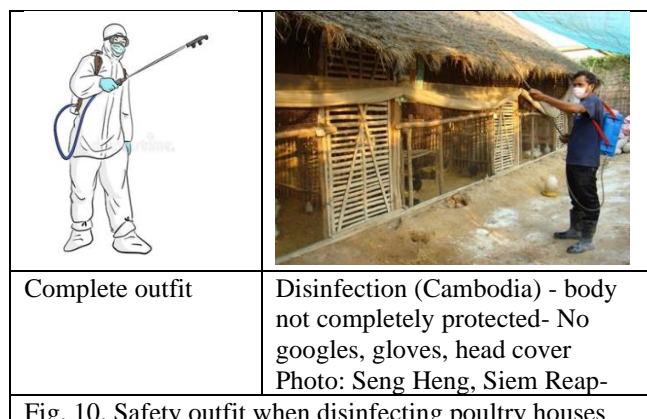 Complete outfit
Disinfection (Cambodia) - body
not completely protected- No
googles, gloves, head cover
Photo: Seng Heng, Siem Reap-
Fig. 10. Safety outfit when disinfecting poultry houses